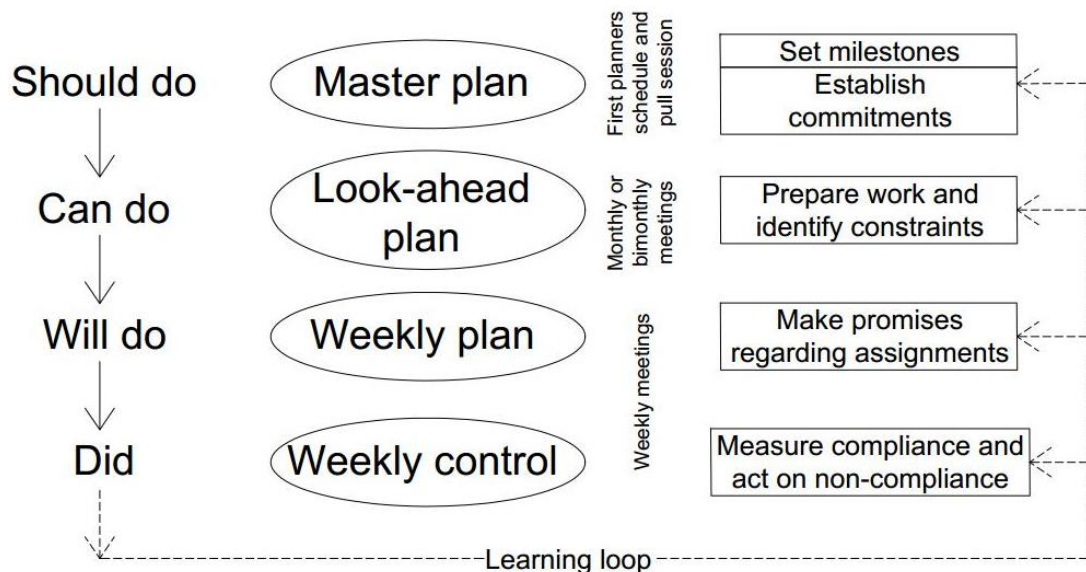 Should do
Master plan
First planners
schedule and
pull session
Set milestones
Establish
commitments
Can do
Look-ahead
plan
Monthly or
bimonthly
meetings
Prepare work and
identify constraints
Will do
Weekly plan
Weekly meetings
Make promises
regarding assignments
Did
Weekly control
Measure compliance and
act on non-compliance
Learning loop